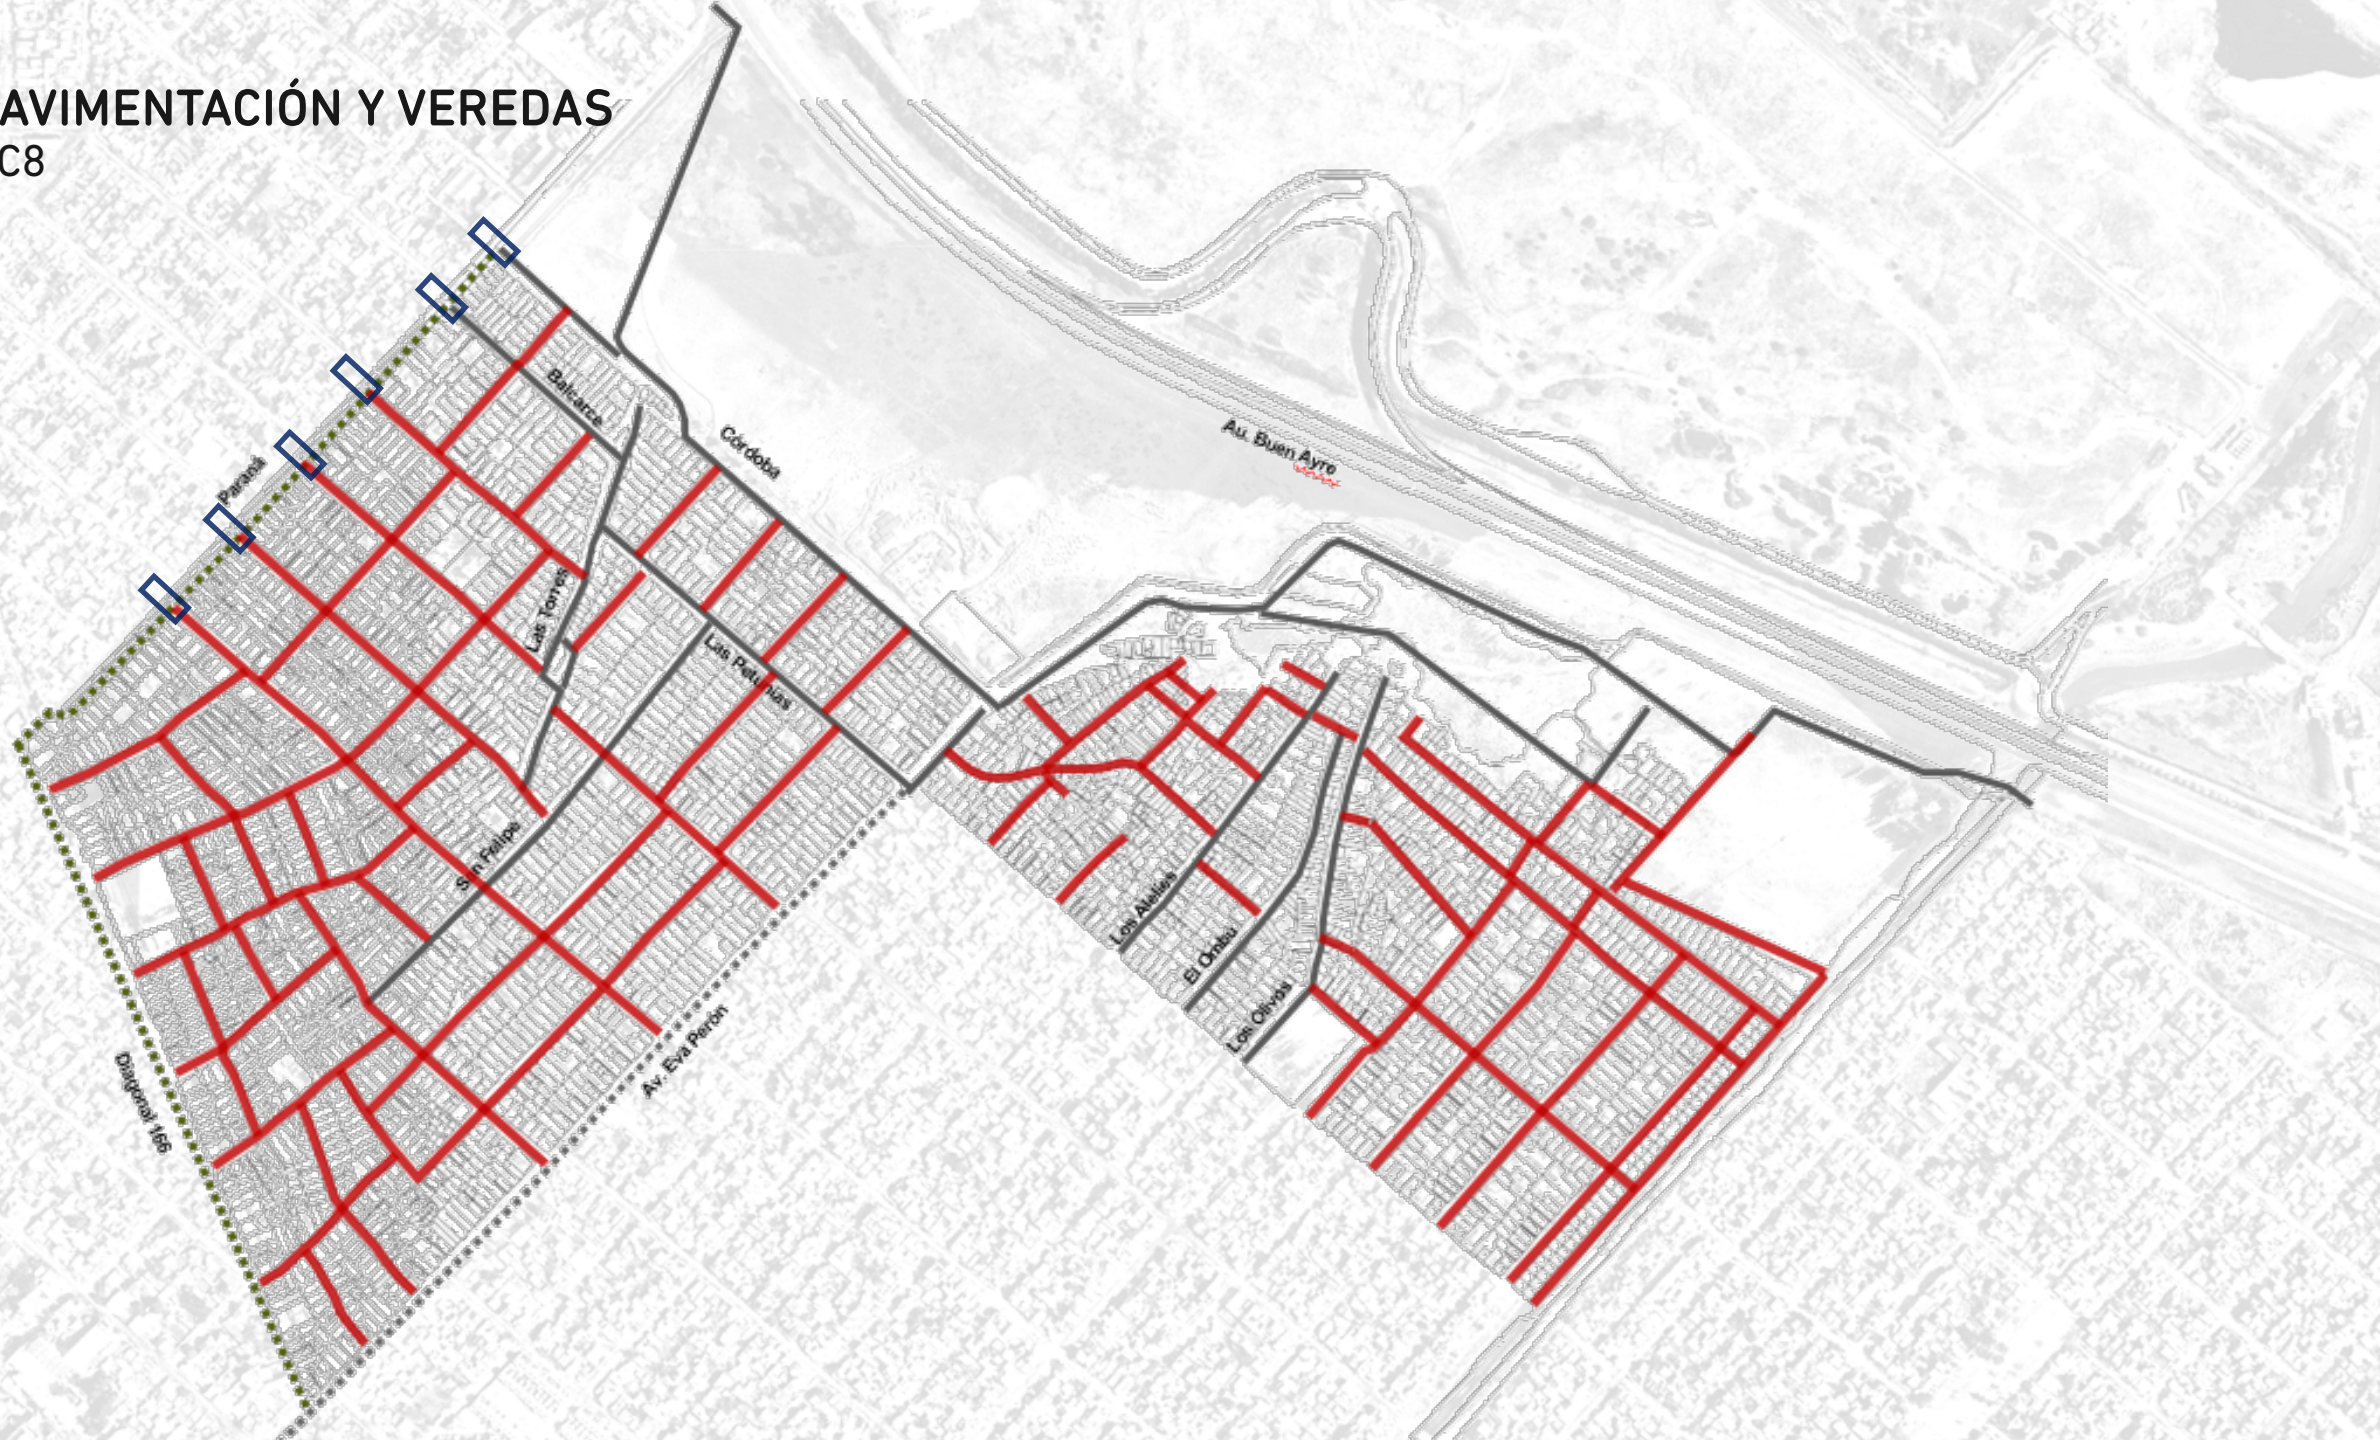 AVIMENTACIÓN Y VEREDAS
C8
Balcarce
Córdoba
Au. Buen Ayre
Paraná
Las Torres
Las Petunias
San Felipe
Los Alelíes
El Ombú
Los Olivos
Av. Eva Perón
Diagonal 166